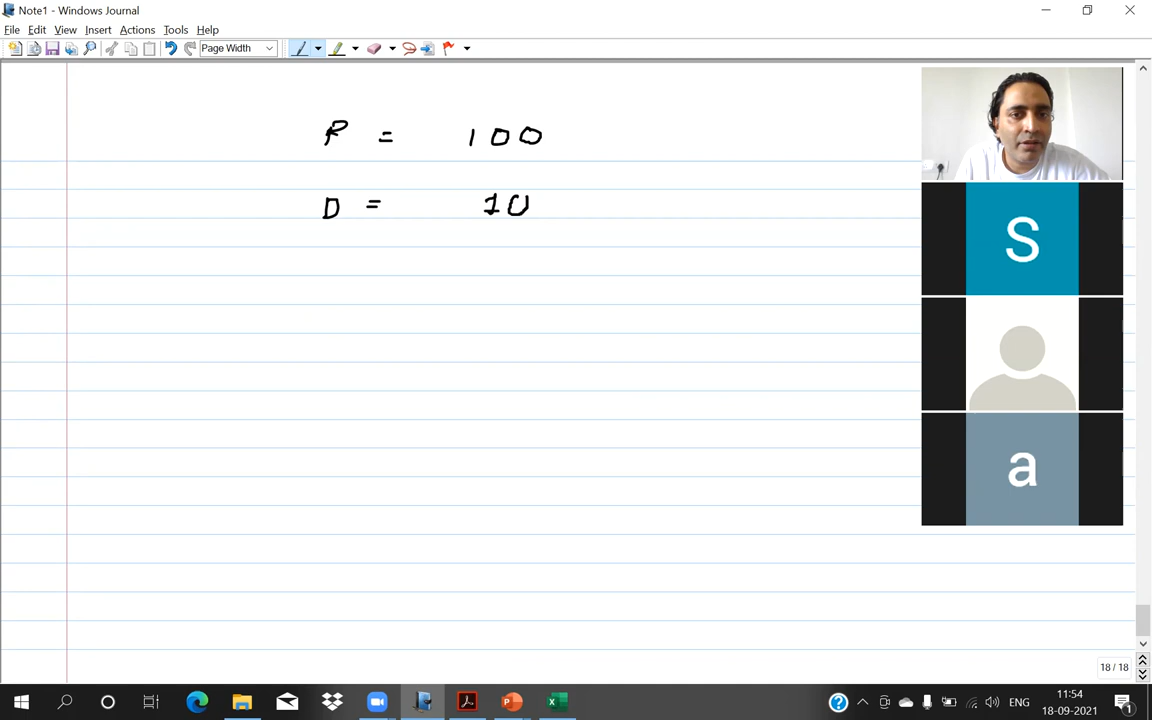 Note1 - Windows Journal
File Edit View Insert Actions Tools Help
Page Width
P = 100
D = 10
S
a
18 / 18
ENG
11:54
18-09-2021
1